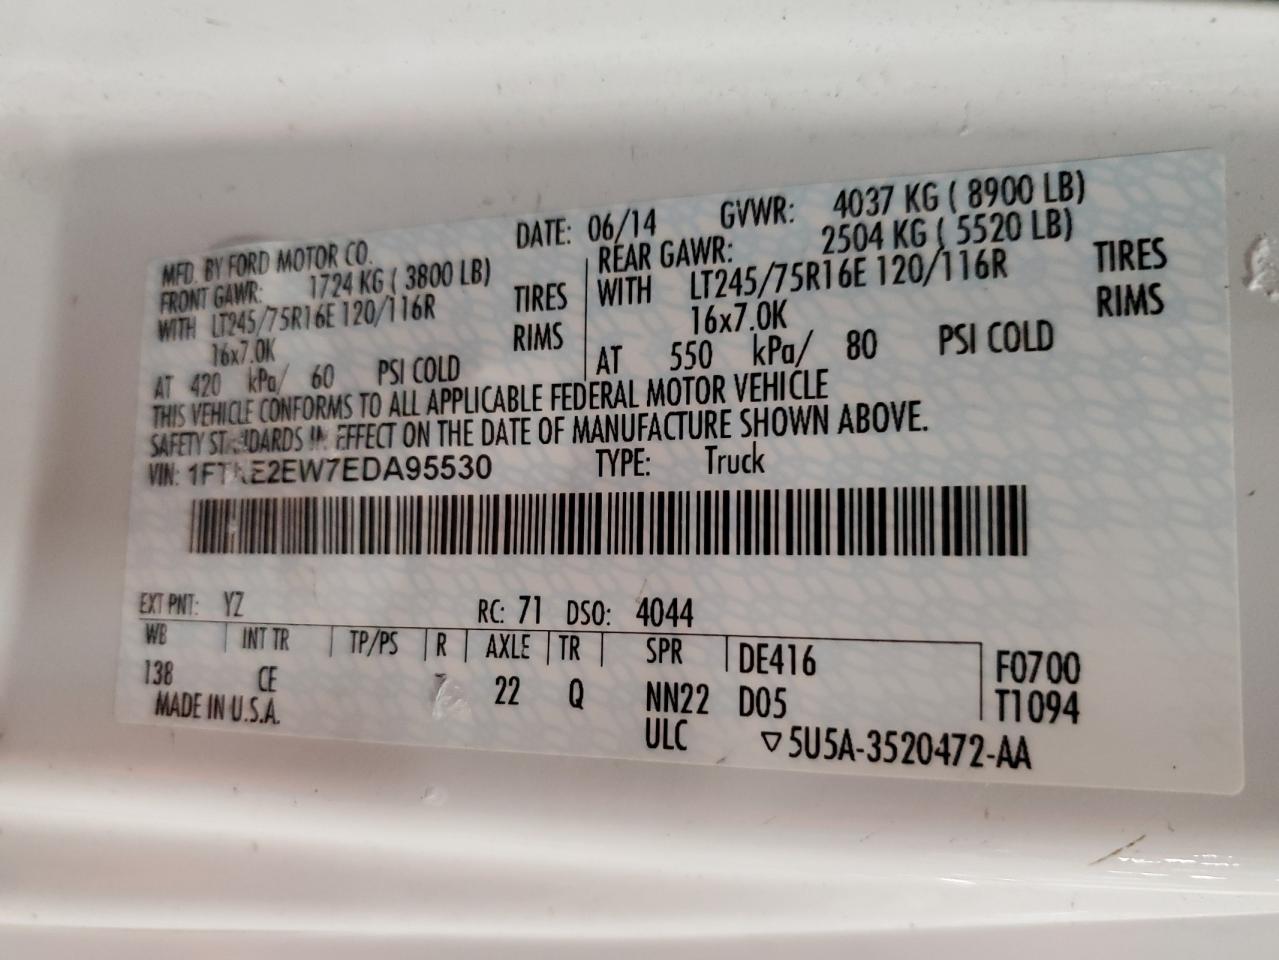 MFD. BY FORD MOTOR CO. DATE: 06/14 GVWR: 4037 KG ( 8900 LB)
FRONT GAWR: 1724 KG ( 3800 LB)
WITH LT245/75R16E 120/116R TIRES
16x7.0K RIMS
AT 420 kPa/ 60 PSI COLD
REAR GAWR: 2504 KG ( 5520 LB)
WITH LT245/75R16E 120/116R TIRES
16x7.0K RIMS
AT 550 kPa/ 80 PSI COLD
THIS VEHICLE CONFORMS TO ALL APPLICABLE FEDERAL MOTOR VEHICLE
SAFETY STANDARDS IN EFFECT ON THE DATE OF MANUFACTURE SHOWN ABOVE.
VIN: TYPE: Truck
EXT PNT: YZ RC: 71 DSO: 4044
WB INT TR TP/PS R AXLE TR SPR DE416 F0700
138 CE 22 Q NN22 D05 T1094
MADE IN U.S.A. ULC ▽5U5A-3520472-AA